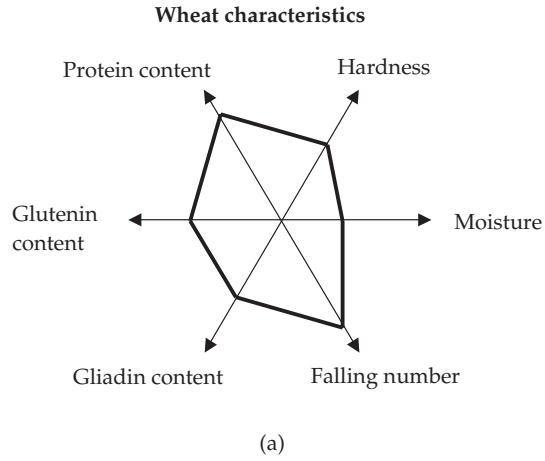 Wheat characteristics
Protein content
Hardness
Glutenin
content
Moisture
Gliadin content
Falling number
(a)